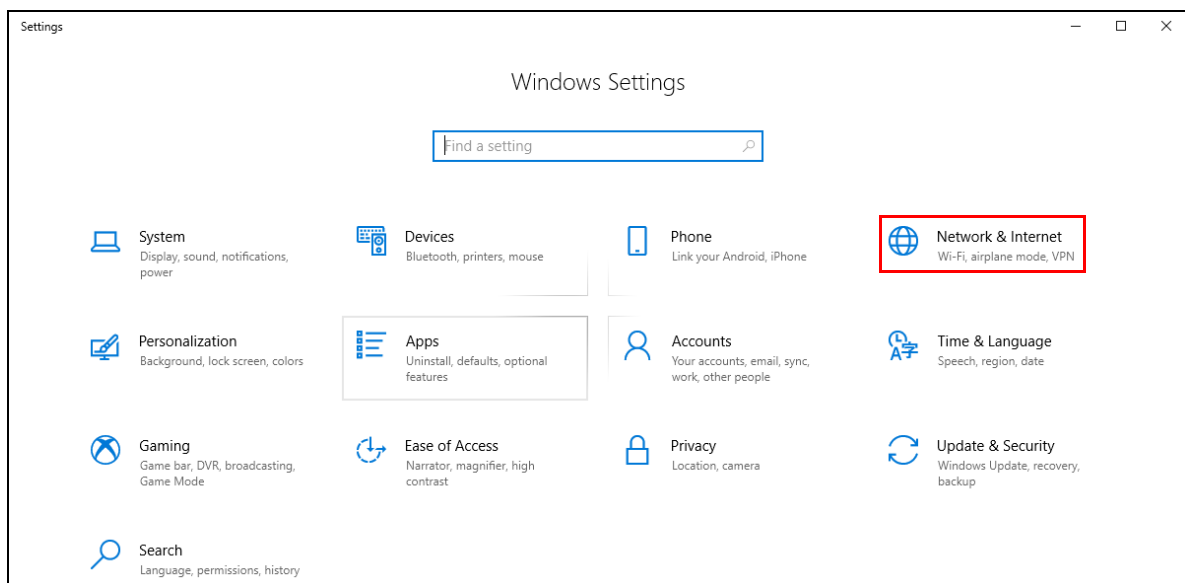 Settings
Windows Settings
Find a setting
System
Display, sound, notifications,
power
Devices
Bluetooth, printers, mouse
Phone
Link your Android, iPhone
Network & Internet
Wi-Fi, airplane mode, VPN
Personalization
Background, lock screen, colors
Apps
Uninstall, defaults, optional
features
Accounts
Your accounts, email, sync,
work, other people
Time & Language
Speech, region, date
Gaming
Game bar, DVR, broadcasting,
Game Mode
Ease of Access
Narrator, magnifier, high
contrast
Privacy
Location, camera
Update & Security
Windows Update, recovery,
backup
Search
Language, permissions, history